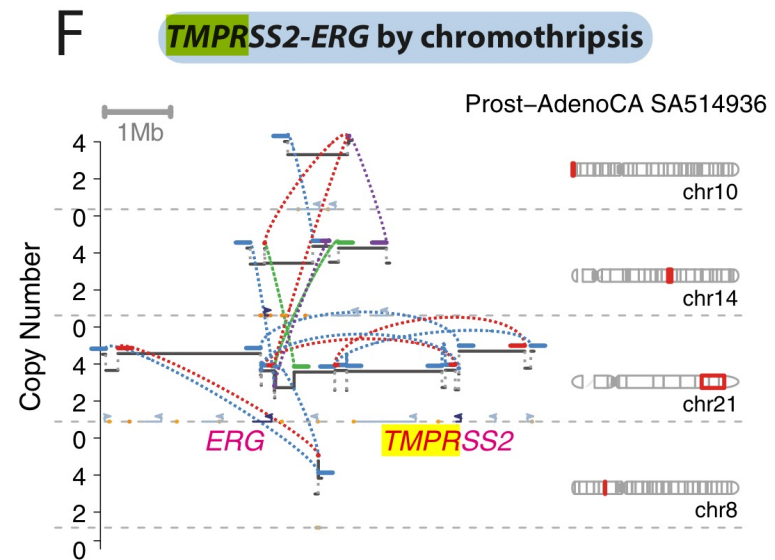 F
TMPRSS2-ERG by chromothripsis
Prost–AdenoCA SA514936
1Mb
Copy Number
4
2
0
chr10
4
2
0
chr14
4
2
0
chr21
ERG TMPRSS2
4
2
0
chr8